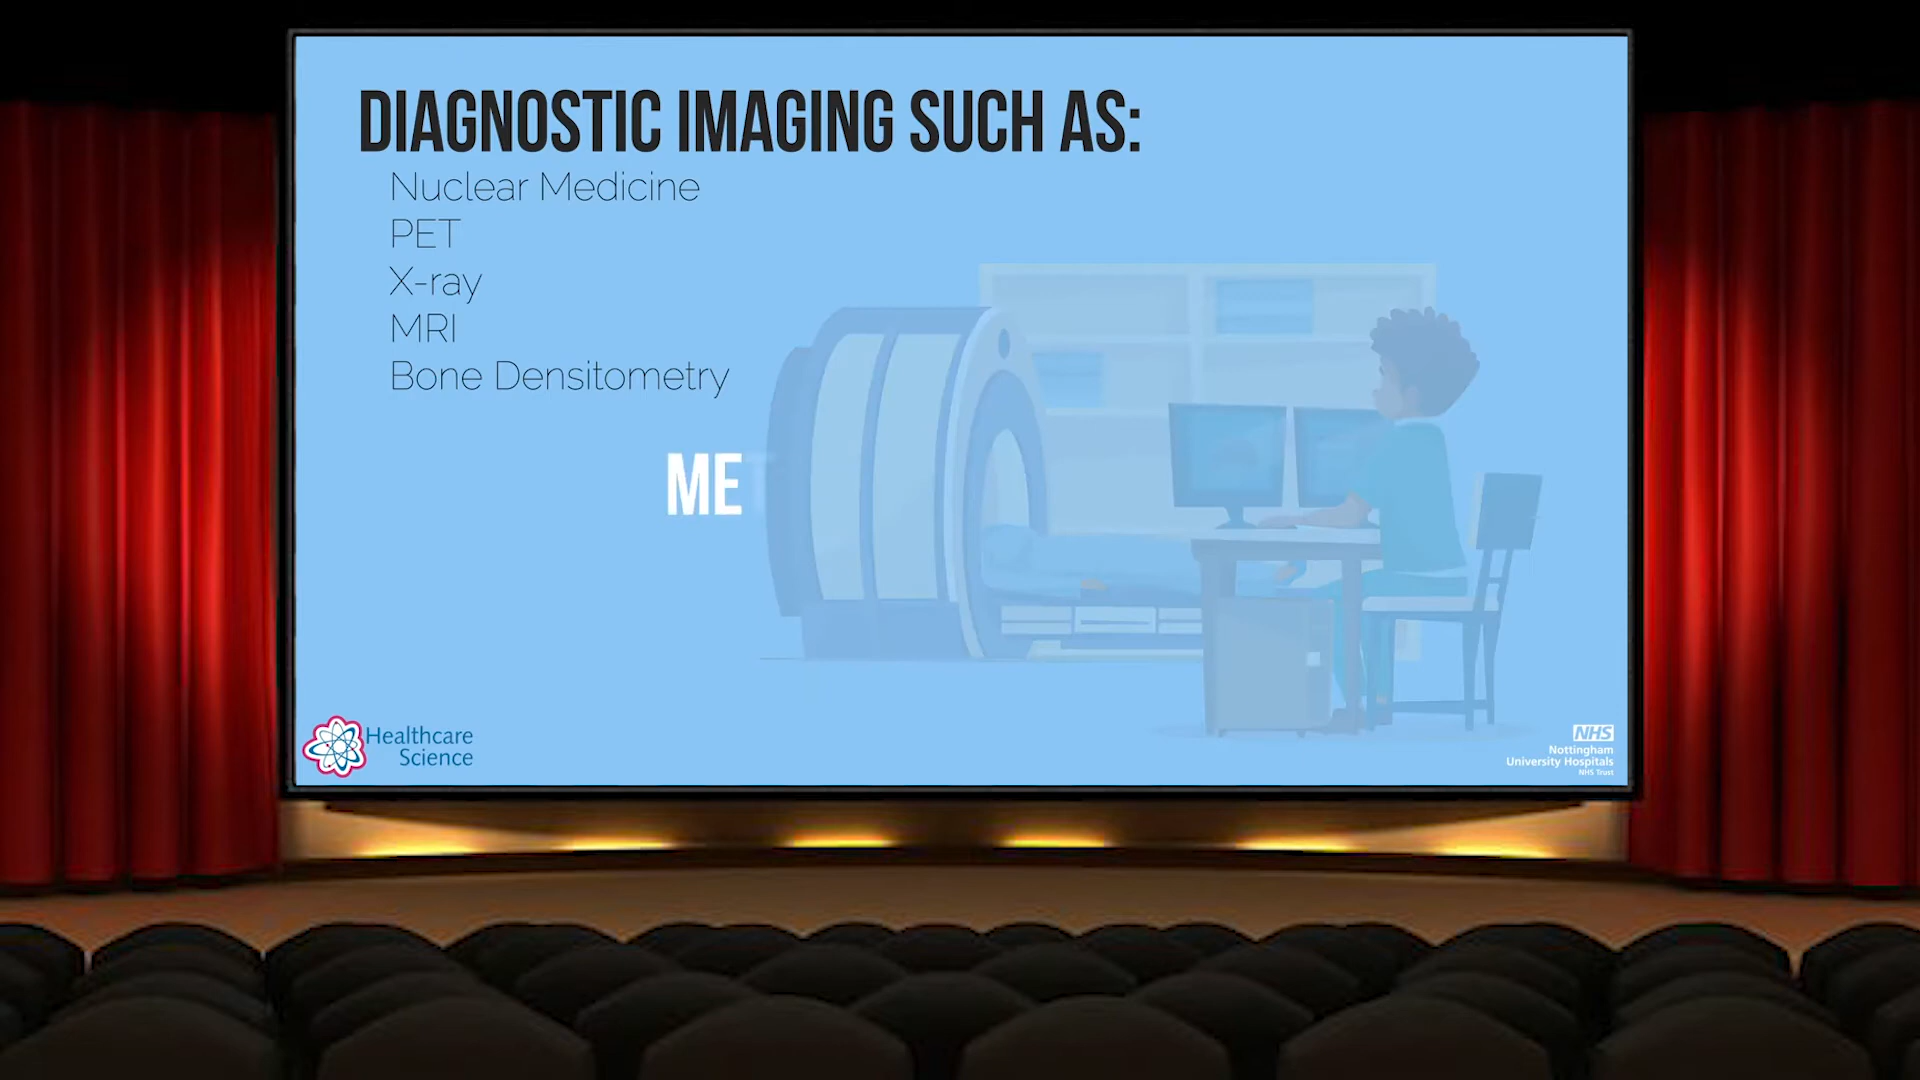 DIAGNOSTIC IMAGING SUCH AS:
Nuclear Medicine
PET
X-ray
MRI
Bone Densitometry
MET
Healthcare
Science
NHS
Nottingham
University Hospitals
NHS Trust